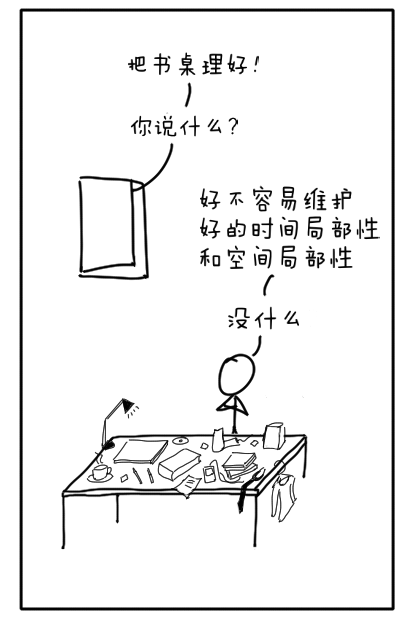 把书桌理好!
你说什么?
好不容易维护
好的时间局部性
和空间局部性
没什么